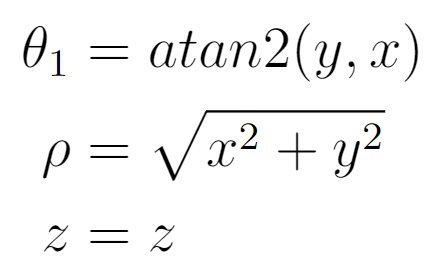 θ₁ = atan2(y, x)
ρ = √(x² + y²)
z = z